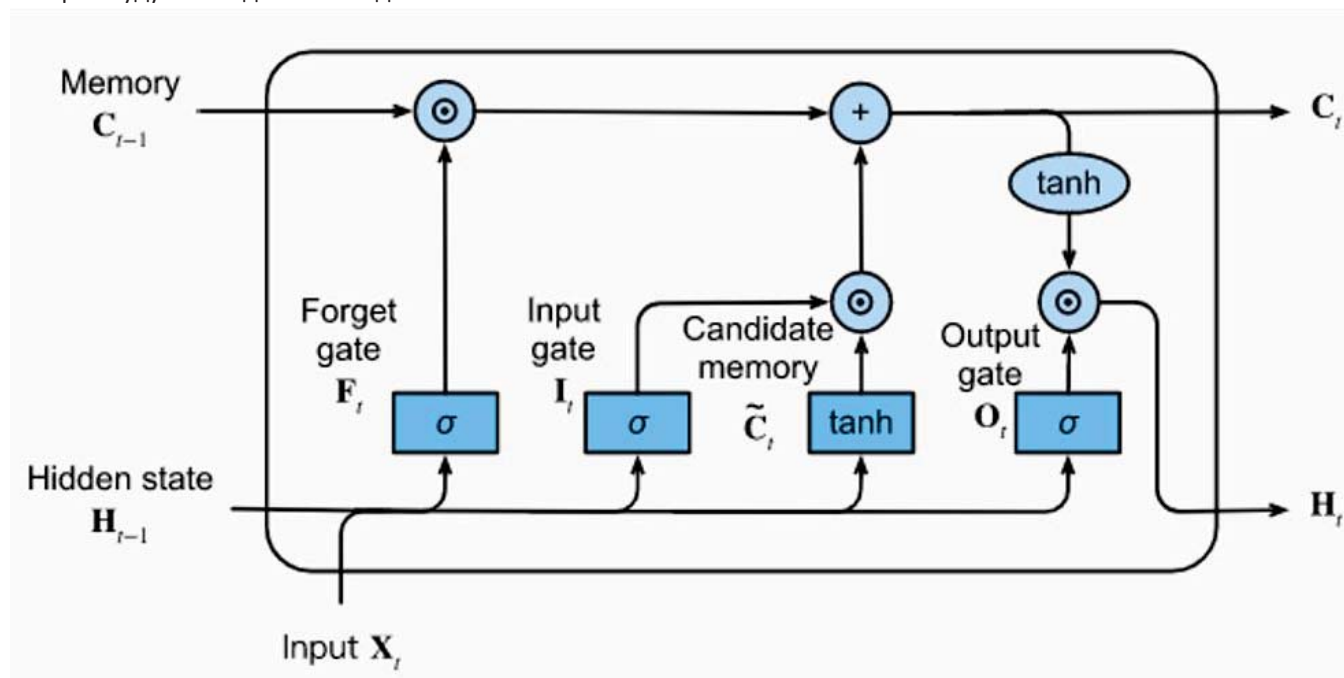 Memory
C_{t−1}
⊙
+
C_t
tanh
Forget
gate
F_t
Input
gate
I_t
⊙
Candidate
memory
C̃_t
⊙
Output
gate
O_t
σ
σ
tanh
σ
Hidden state
H_{t−1}
H_t
Input X_t